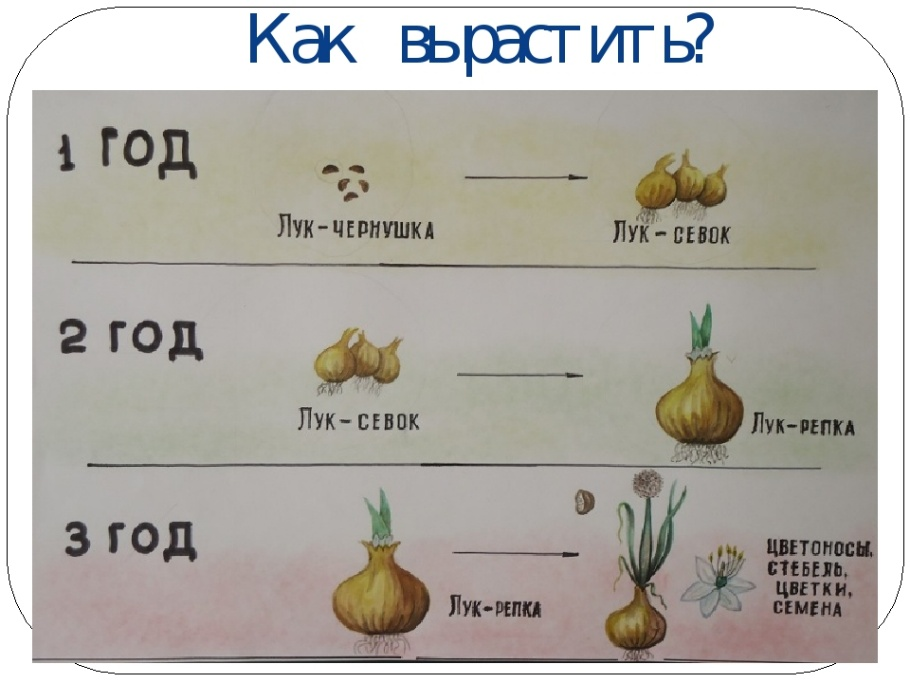 Как вырастить?
1 ГОД
ЛУК-ЧЕРНУШКА
ЛУК-СЕВОК
2 ГОД
ЛУК-СЕВОК
ЛУК-РЕПКА
3 ГОД
ЛУК-РЕПКА
ЦВЕТОНОСЫ,
СТЕБЕЛЬ,
ЦВЕТКИ,
СЕМЕНА